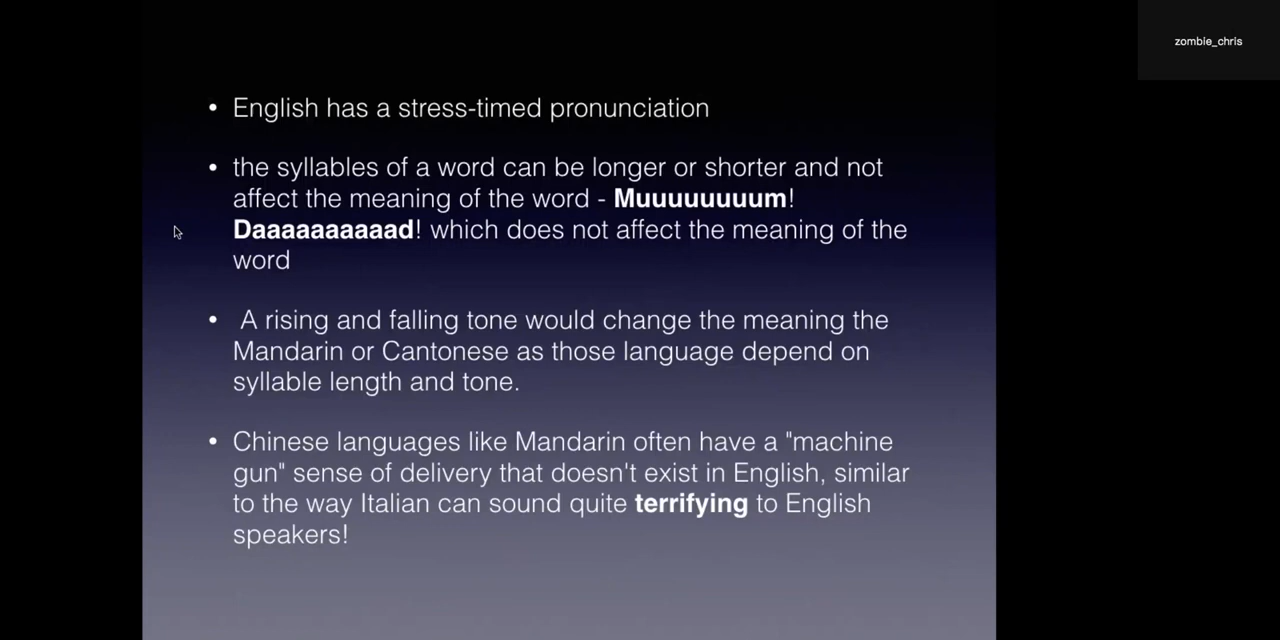 zombie_chris
• English has a stress-timed pronunciation
• the syllables of a word can be longer or shorter and not
affect the meaning of the word - Muuuuuuuum!
Daaaaaaaaaad! which does not affect the meaning of the
word
• A rising and falling tone would change the meaning the
Mandarin or Cantonese as those language depend on
syllable length and tone.
• Chinese languages like Mandarin often have a "machine
gun" sense of delivery that doesn't exist in English, similar
to the way Italian can sound quite terrifying to English
speakers!